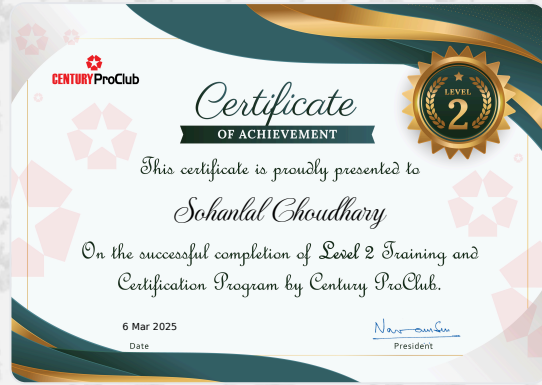 CENTURY ProClub
LEVEL
2
Certificate
OF ACHIEVEMENT
This certificate is proudly presented to
Sohanlal Choudhary
On the successful completion of Level 2 Training and
Certification Program by Century ProClub.
6 Mar 2025
Date
President